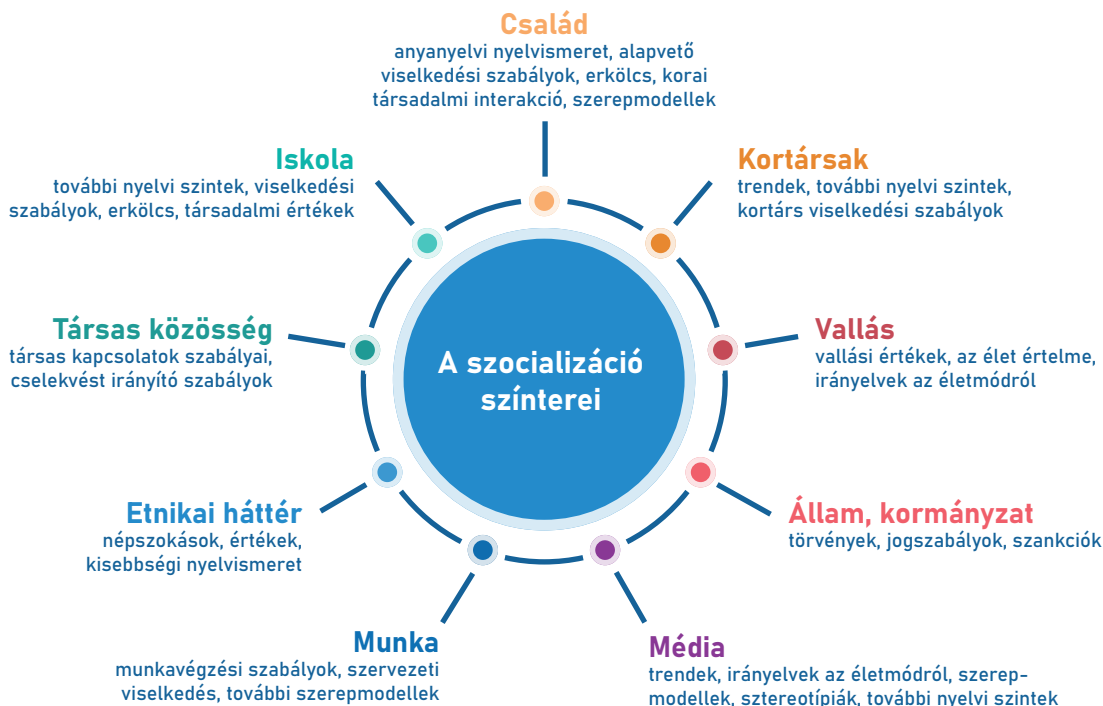 Család
anyanyelvi nyelvismeret, alapvető
viselkedési szabályok, erkölcs, korai
társadalmi interakció, szerepmodellek
Kortársak
trendek, további nyelvi szintek,
kortárs viselkedési szabályok
Vallás
vallási értékek, az élet értelme,
irányelvek az életmódról
Állam, kormányzat
törvények, jogszabályok, szankciók
Média
trendek, irányelvek az életmódról, szerep-
modellek, sztereotípiák, további nyelvi szintek
Munka
munkavégzési szabályok, szervezeti
viselkedés, további szerepmodellek
Etnikai háttér
népszokások, értékek,
kisebbségi nyelvismeret
Társas közösség
társas kapcsolatok szabályai,
cselekvést irányító szabályok
Iskola
további nyelvi szintek, viselkedési
szabályok, erkölcs, társadalmi értékek
A szocializáció
színterei